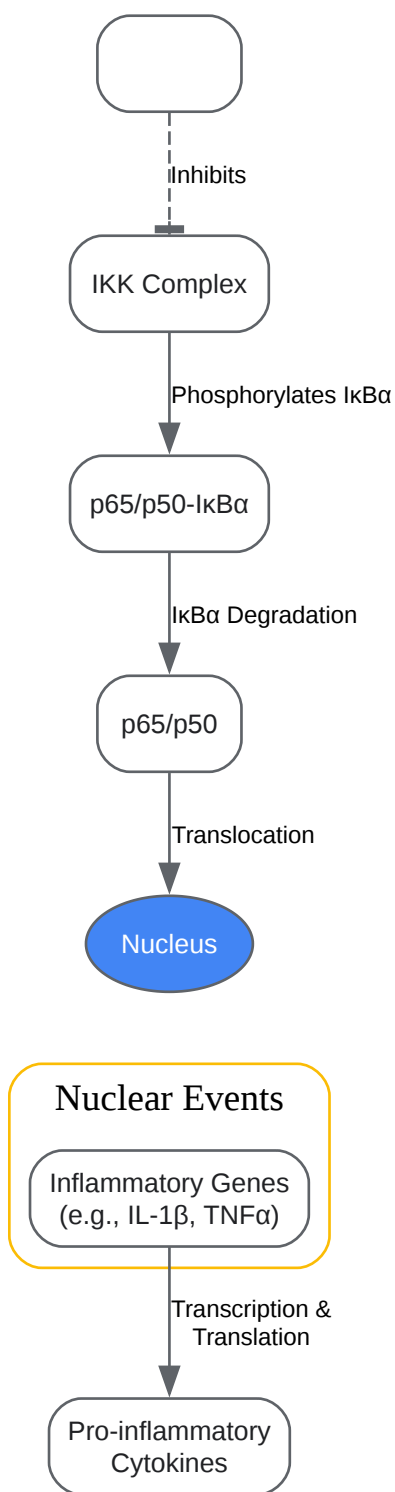 Inhibits
IKK Complex
Phosphorylates IκBα
p65/p50-IκBα
IκBα Degradation
p65/p50
Translocation
Nucleus
Nuclear Events
Inflammatory Genes
(e.g., IL-1β, TNFα)
Transcription &
Translation
Pro-inflammatory
Cytokines